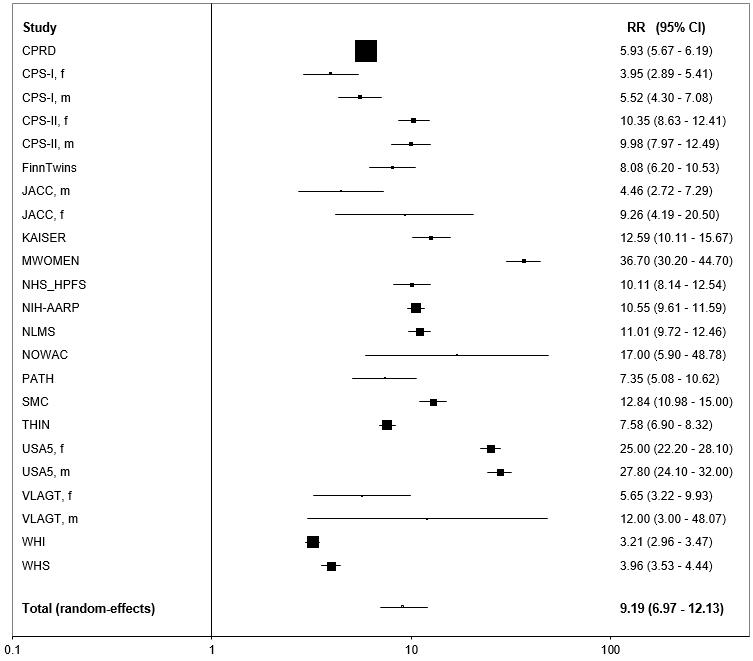 Study RR (95% CI)
CPRD 5.93 (5.67 - 6.19)
CPS-I, f 3.95 (2.89 - 5.41)
CPS-I, m 5.52 (4.30 - 7.08)
CPS-II, f 10.35 (8.63 - 12.41)
CPS-II, m 9.98 (7.97 - 12.49)
FinnTwins 8.08 (6.20 - 10.53)
JACC, m 4.46 (2.72 - 7.29)
JACC, f 9.26 (4.19 - 20.50)
KAISER 12.59 (10.11 - 15.67)
MWOMEN 36.70 (30.20 - 44.70)
NHS_HPFS 10.11 (8.14 - 12.54)
NIH-AARP 10.55 (9.61 - 11.59)
NLMS 11.01 (9.72 - 12.46)
NOWAC 17.00 (5.90 - 48.78)
PATH 7.35 (5.08 - 10.62)
SMC 12.84 (10.98 - 15.00)
THIN 7.58 (6.90 - 8.32)
USA5, f 25.00 (22.20 - 28.10)
USA5, m 27.80 (24.10 - 32.00)
VLAGT, f 5.65 (3.22 - 9.93)
VLAGT, m 12.00 (3.00 - 48.07)
WHI 3.21 (2.96 - 3.47)
WHS 3.96 (3.53 - 4.44)
Total (random-effects) 9.19 (6.97 - 12.13)
0.1 1 10 100